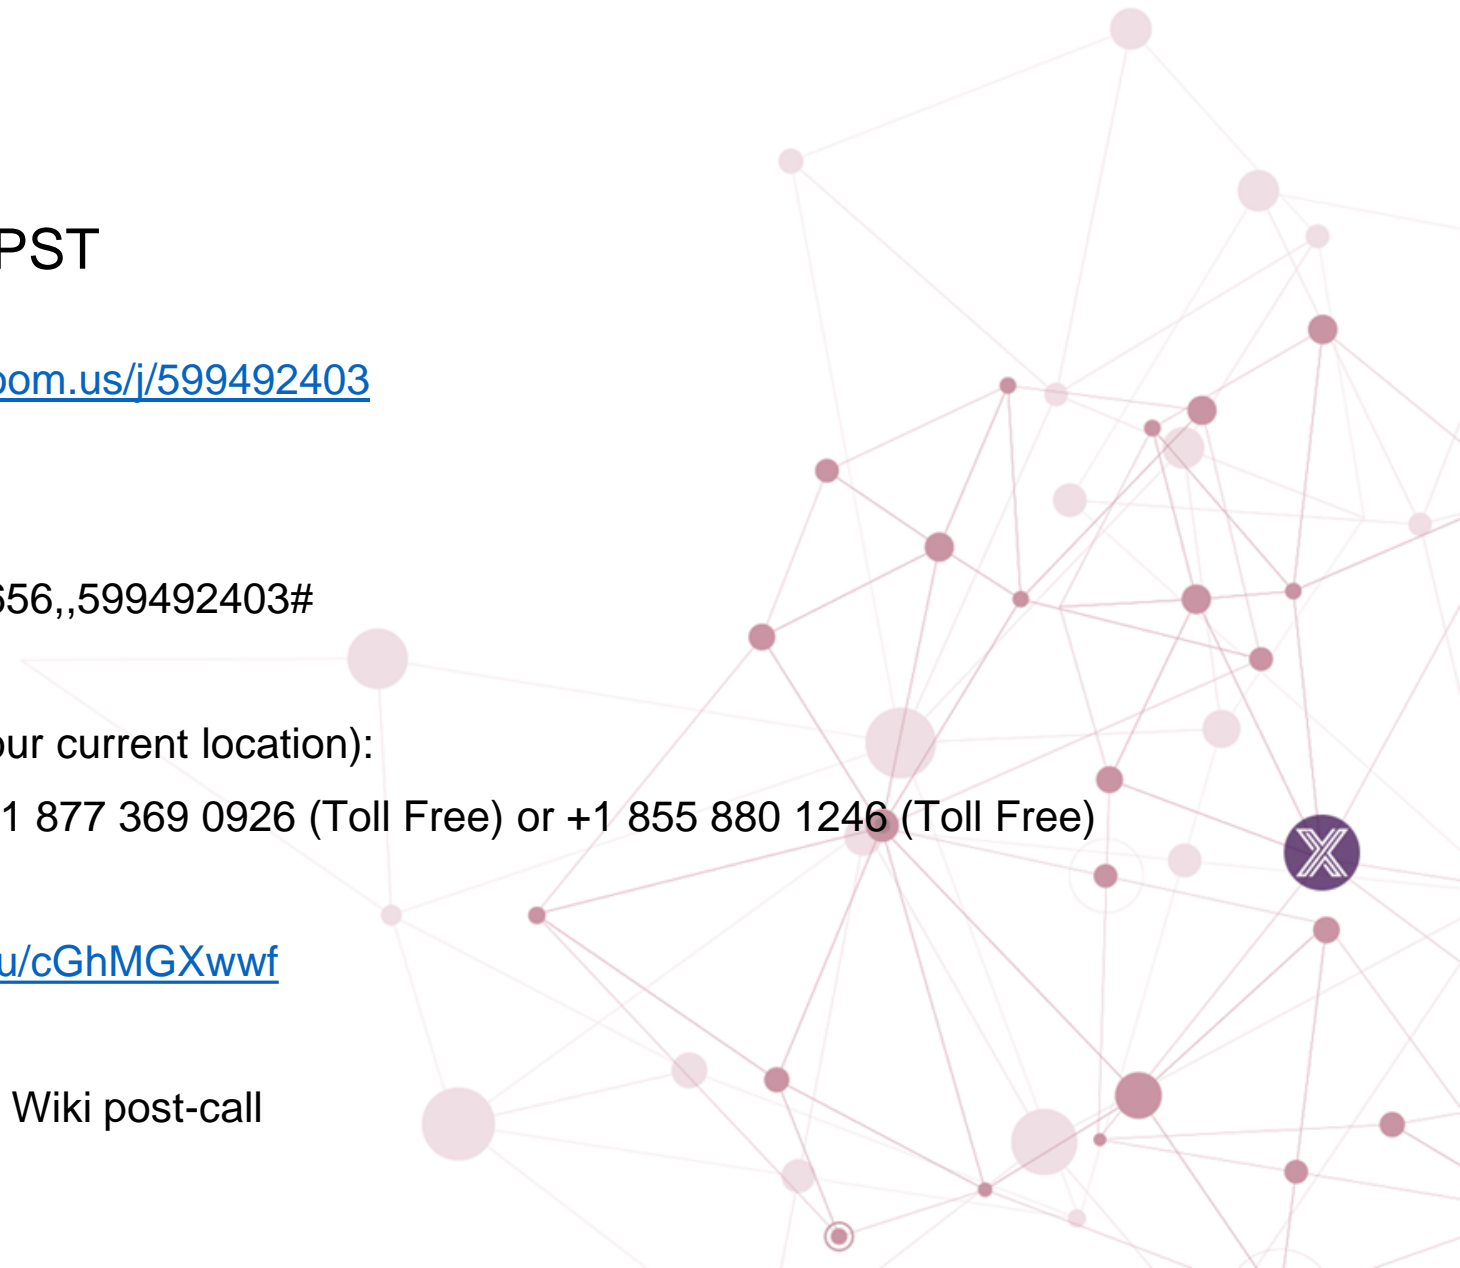 PST
oom.us/j/599492403
656,,599492403#
our current location):
1 877 369 0926 (Toll Free) or +1 855 880 1246 (Toll Free)
u/cGhMGXwwf
Wiki post-call